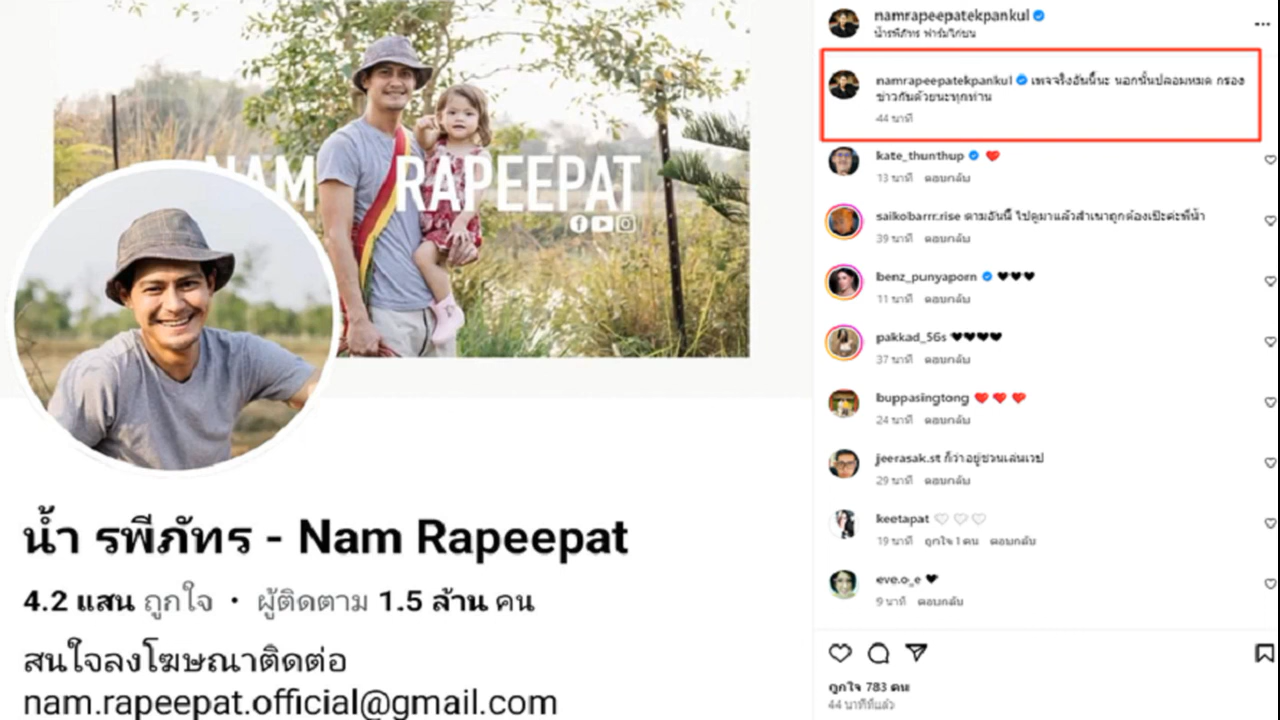 NAM RAPEEPAT
น้ำ รพีภัทร - Nam Rapeepat
4.2 แสน ถูกใจ • ผู้ติดตาม 1.5 ล้าน คน
สนใจลงโฆษณาติดต่อ
nam.rapeepat.official@gmail.com
namrapeepatekpankul
น้ำรพีภัทร ฟาร์มไก่ขน
namrapeepatekpankul เพจจริงอันนี้นะ นอกนั้นปลอมหมด กรอง
ข่าวกันด้วยนะทุกท่าน
44 นาที
kate_thunthup ❤️
13 นาที ตอบกลับ
saikobarrr.rise ตามอันนี้ ไปดูมาแล้วสำเนาถูกต้องเป๊ะค่ะพี่น้ำ
39 นาที ตอบกลับ
benz_punyaporn 🖤🖤🖤
11 นาที ตอบกลับ
pakkad_56s 🖤🖤🖤🖤
37 นาที ตอบกลับ
buppasingtong ❤️ ❤️ ❤️
24 นาที ตอบกลับ
jeerasak.st ก็ว่าอยู่ชวนเล่นเวป
29 นาที ตอบกลับ
keetapat 🤍 🤍 🤍
19 นาที ถูกใจ 1 คน ตอบกลับ
eve.o_e 🖤
9 นาที ตอบกลับ
ถูกใจ 783 คน
44 นาทีที่แล้ว